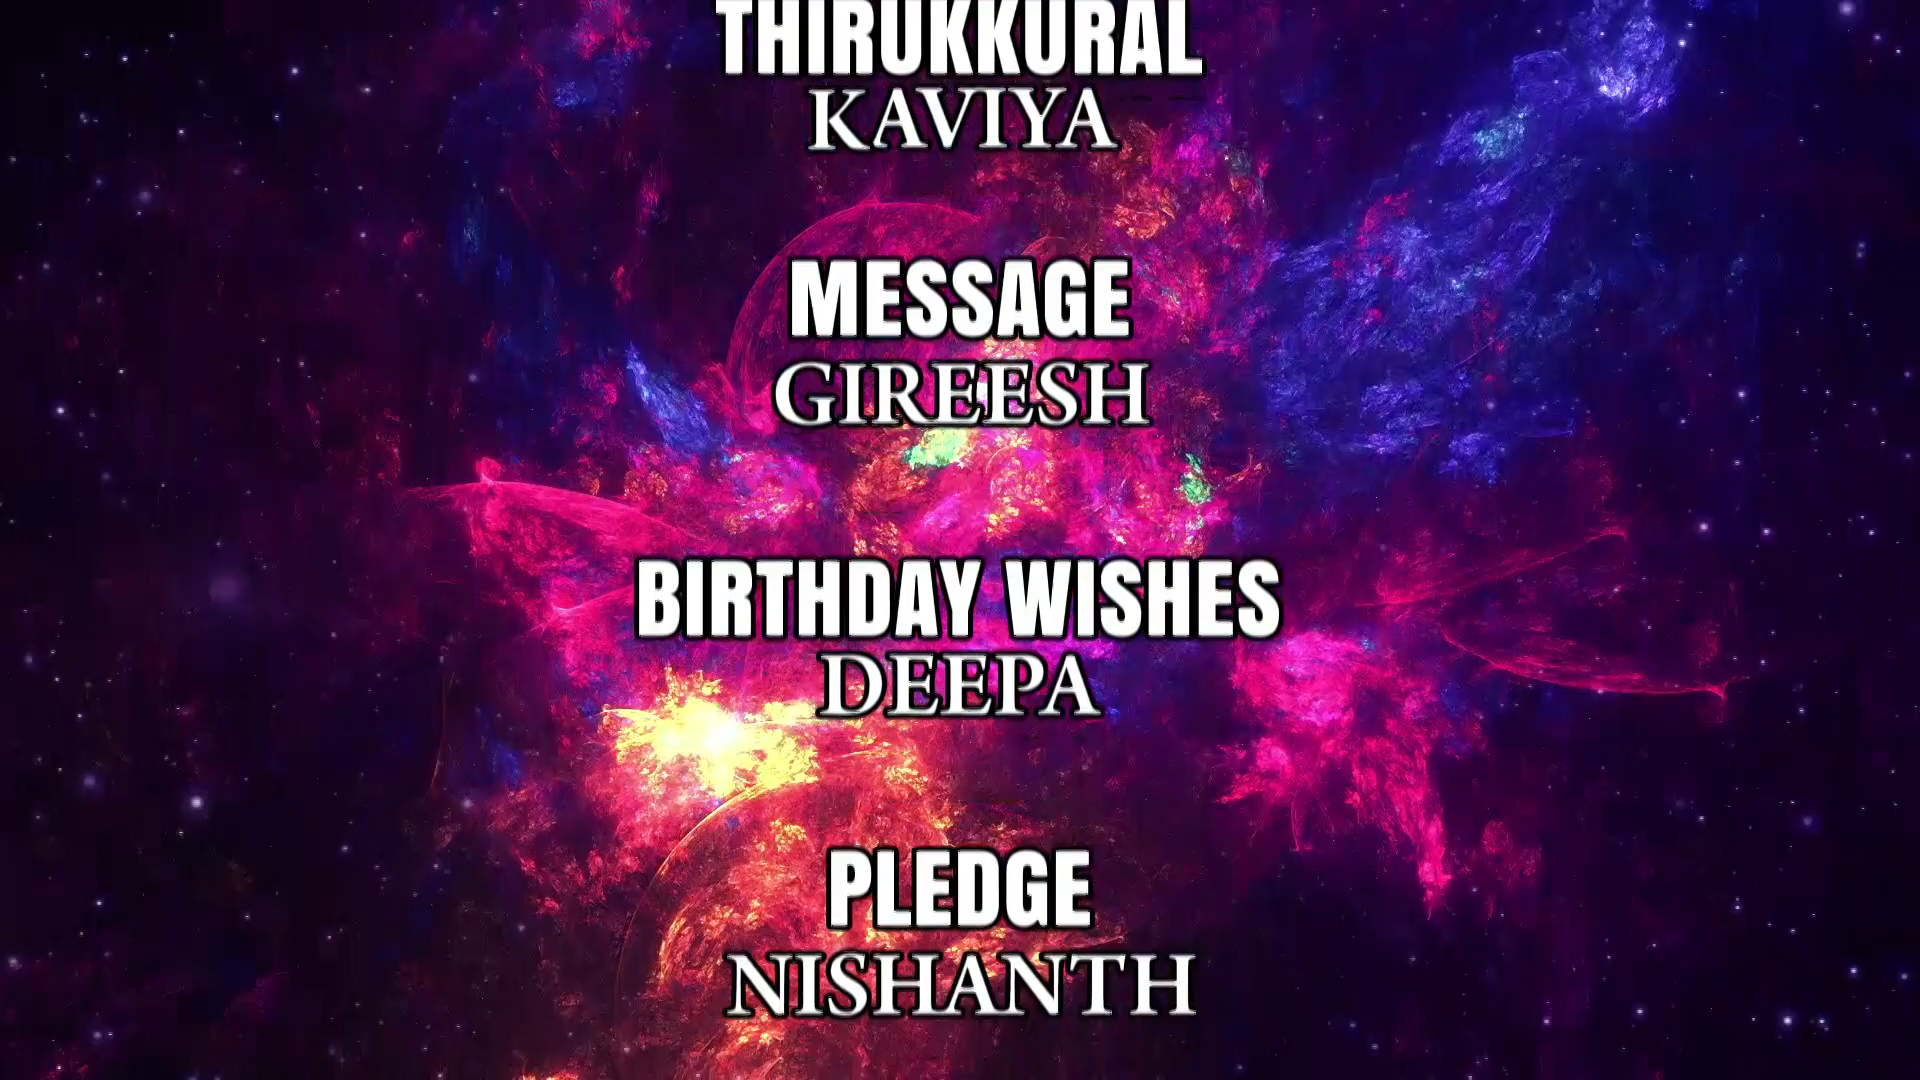 THIRUKKURAL
KAVIYA
MESSAGE
GIREESH
BIRTHDAY WISHES
DEEPA
PLEDGE
NISHANTH